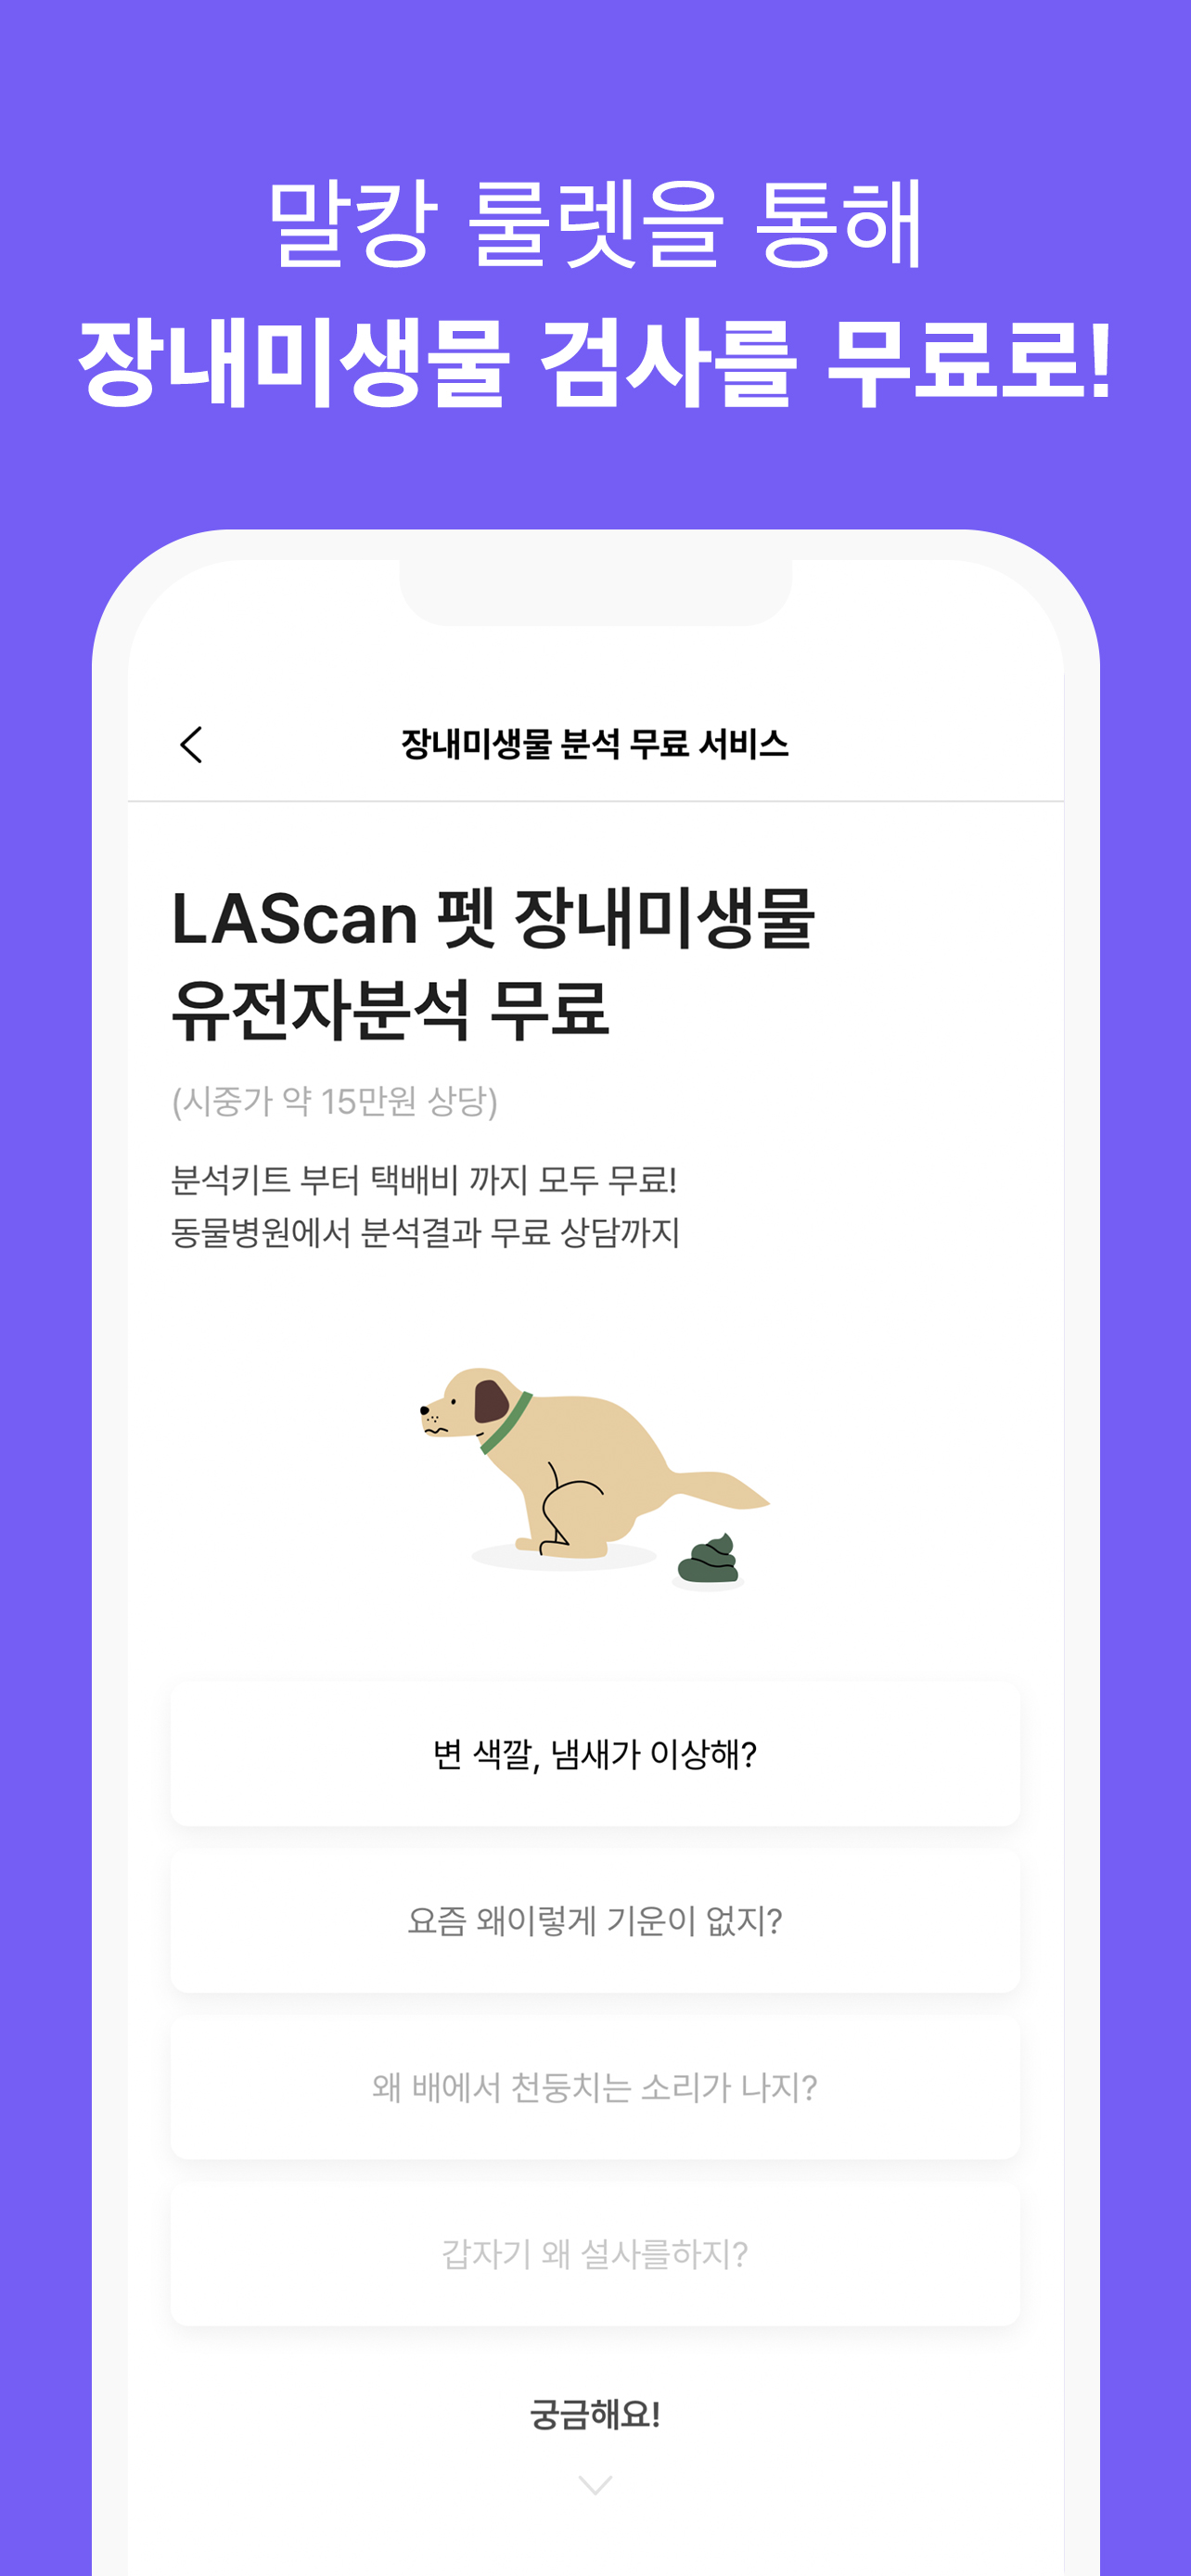 말캉 룰렛을 통해
장내미생물 검사를 무료로!
장내미생물 분석 무료 서비스
LAScan 펫 장내미생물
유전자분석 무료
(시중가 약 15만원 상당)
분석키트 부터 택배비 까지 모두 무료!
동물병원에서 분석결과 무료 상담까지
변 색깔, 냄새가 이상해?
요즘 왜이렇게 기운이 없지?
왜 배에서 천둥치는 소리가 나지?
갑자기 왜 설사를하지?
궁금해요!